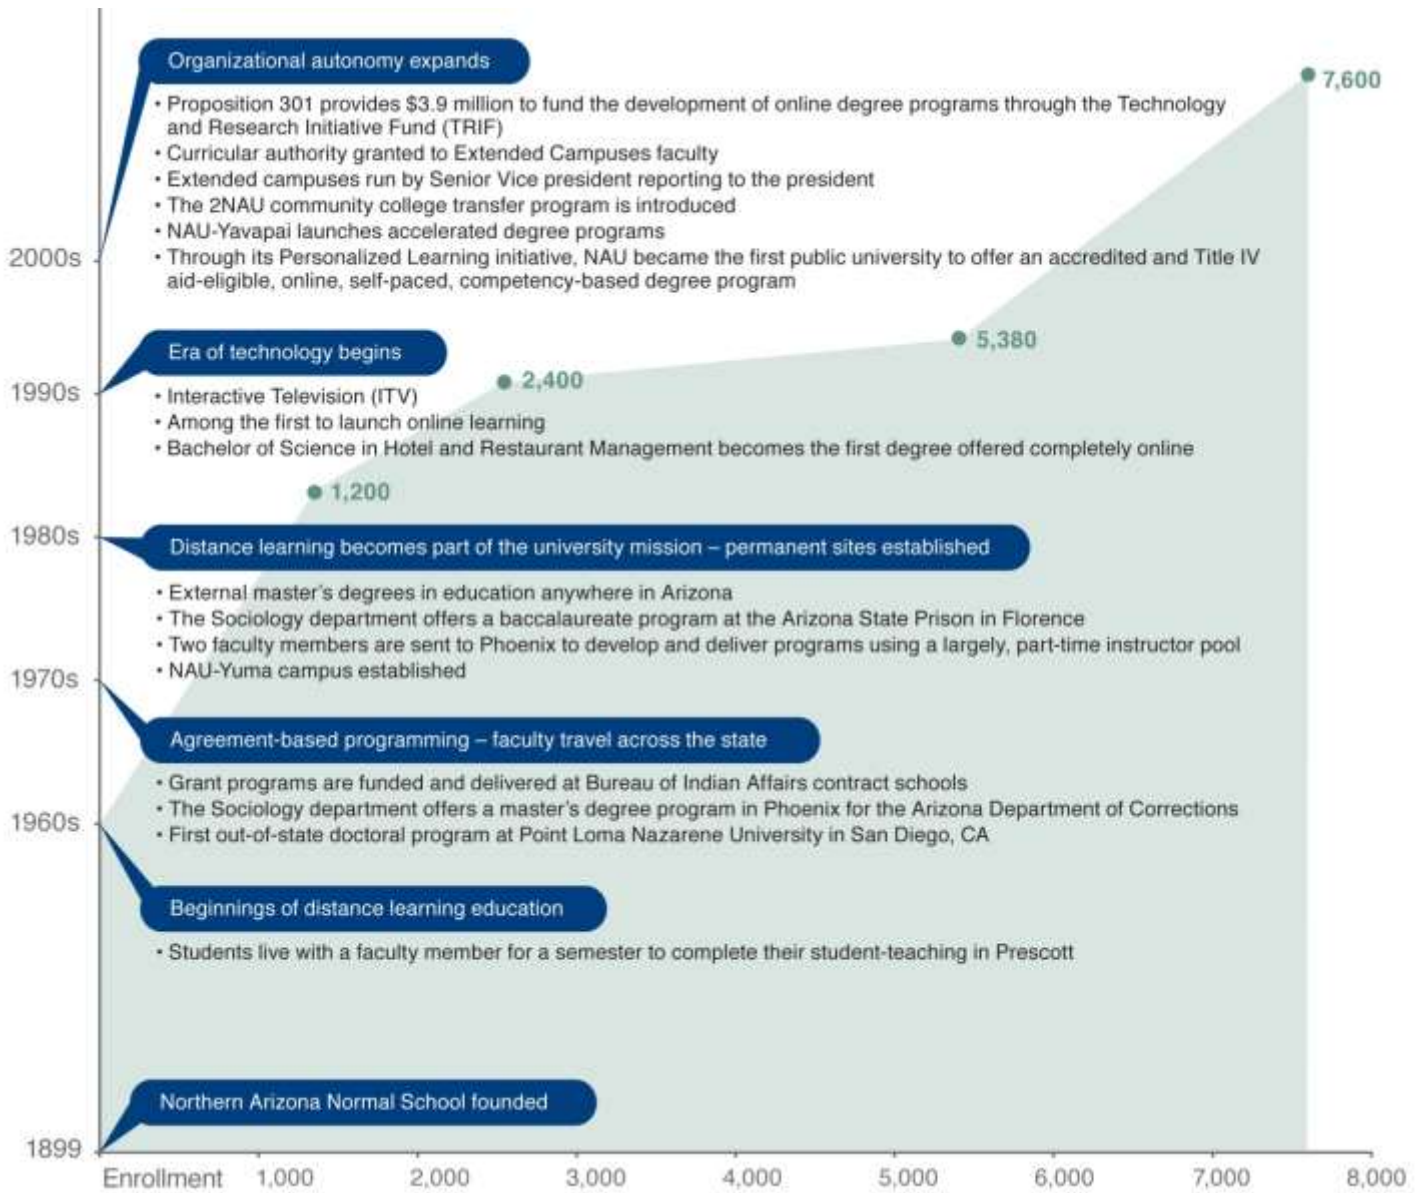 Organizational autonomy expands
7,600
• Proposition 301 provides $3.9 million to fund the development of online degree programs through the Technology
and Research Initiative Fund (TRIF)
• Curricular authority granted to Extended Campuses faculty
• Extended campuses run by Senior Vice president reporting to the president
• The 2NAU community college transfer program is introduced
• NAU-Yavapai launches accelerated degree programs
2000s
• Through its Personalized Learning initiative, NAU became the first public university to offer an accredited and Title IV
aid-eligible, online, self-paced, competency-based degree program
5,380
Era of technology begins
2,400
1990s
• Interactive Television (ITV)
• Among the first to launch online learning
• Bachelor of Science in Hotel and Restaurant Management becomes the first degree offered completely online
1,200
1980s
Distance learning becomes part of the university mission – permanent sites established
• External master's degrees in education anywhere in Arizona
• The Sociology department offers a baccalaureate program at the Arizona State Prison in Florence
• Two faculty members are sent to Phoenix to develop and deliver programs using a largely, part-time instructor pool
• NAU-Yuma campus established
1970s
Agreement-based programming – faculty travel across the state
• Grant programs are funded and delivered at Bureau of Indian Affairs contract schools
• The Sociology department offers a master's degree program in Phoenix for the Arizona Department of Corrections
1960s
• First out-of-state doctoral program at Point Loma Nazarene University in San Diego, CA
Beginnings of distance learning education
• Students live with a faculty member for a semester to complete their student-teaching in Prescott
Northern Arizona Normal School founded
1899
Enrollment 1,000 2,000 3,000 4,000 5,000 6,000 7,000 8,000